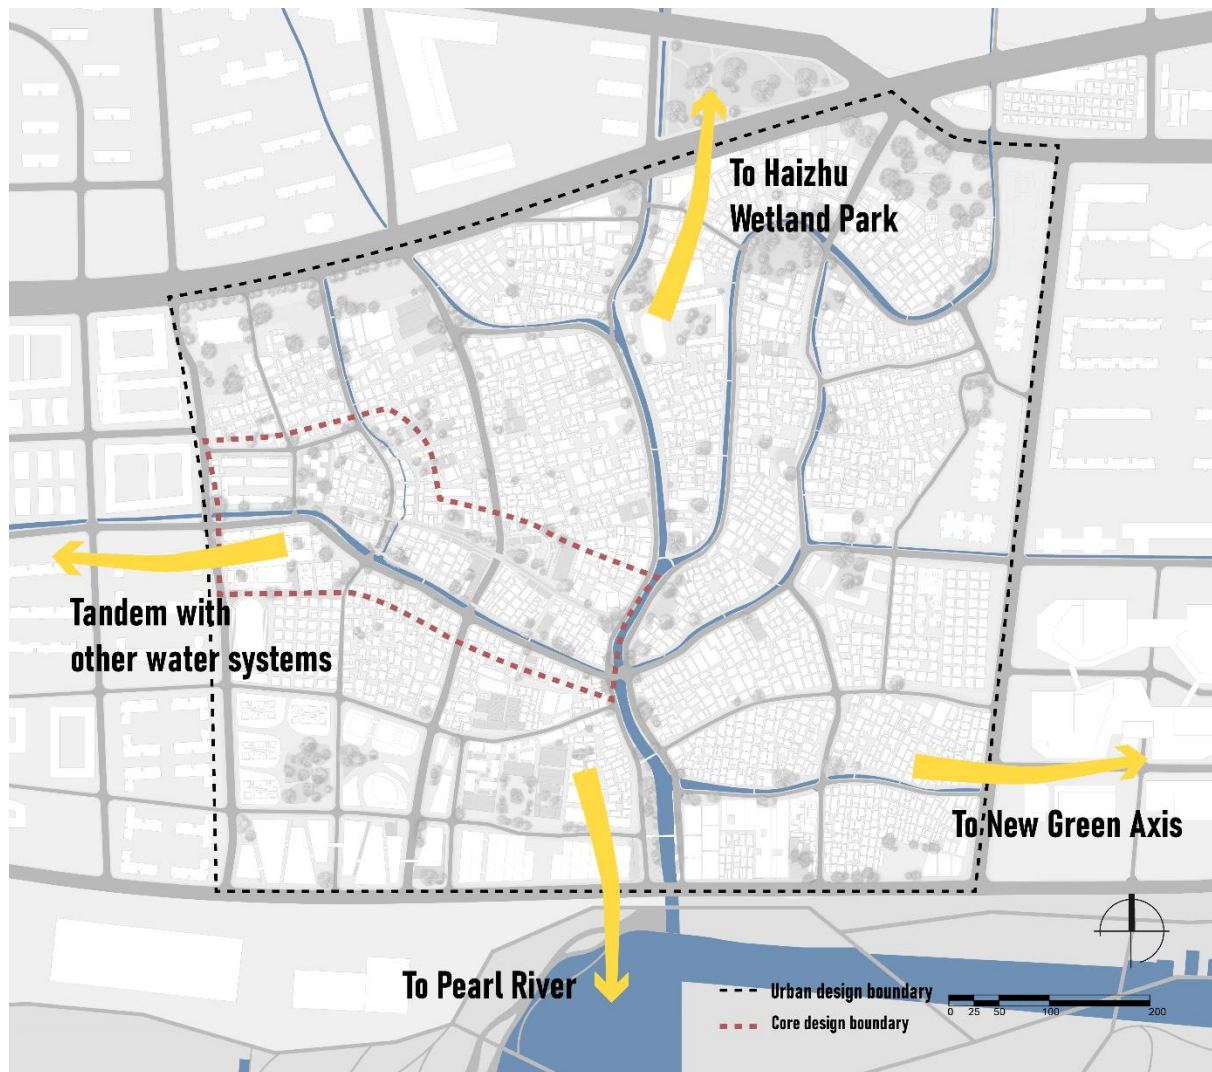 To Haizhu
Wetland Park
Tandem with
other water systems
To New Green Axis
To Pearl River
Urban design boundary
Core design boundary
0 25 50 100 200